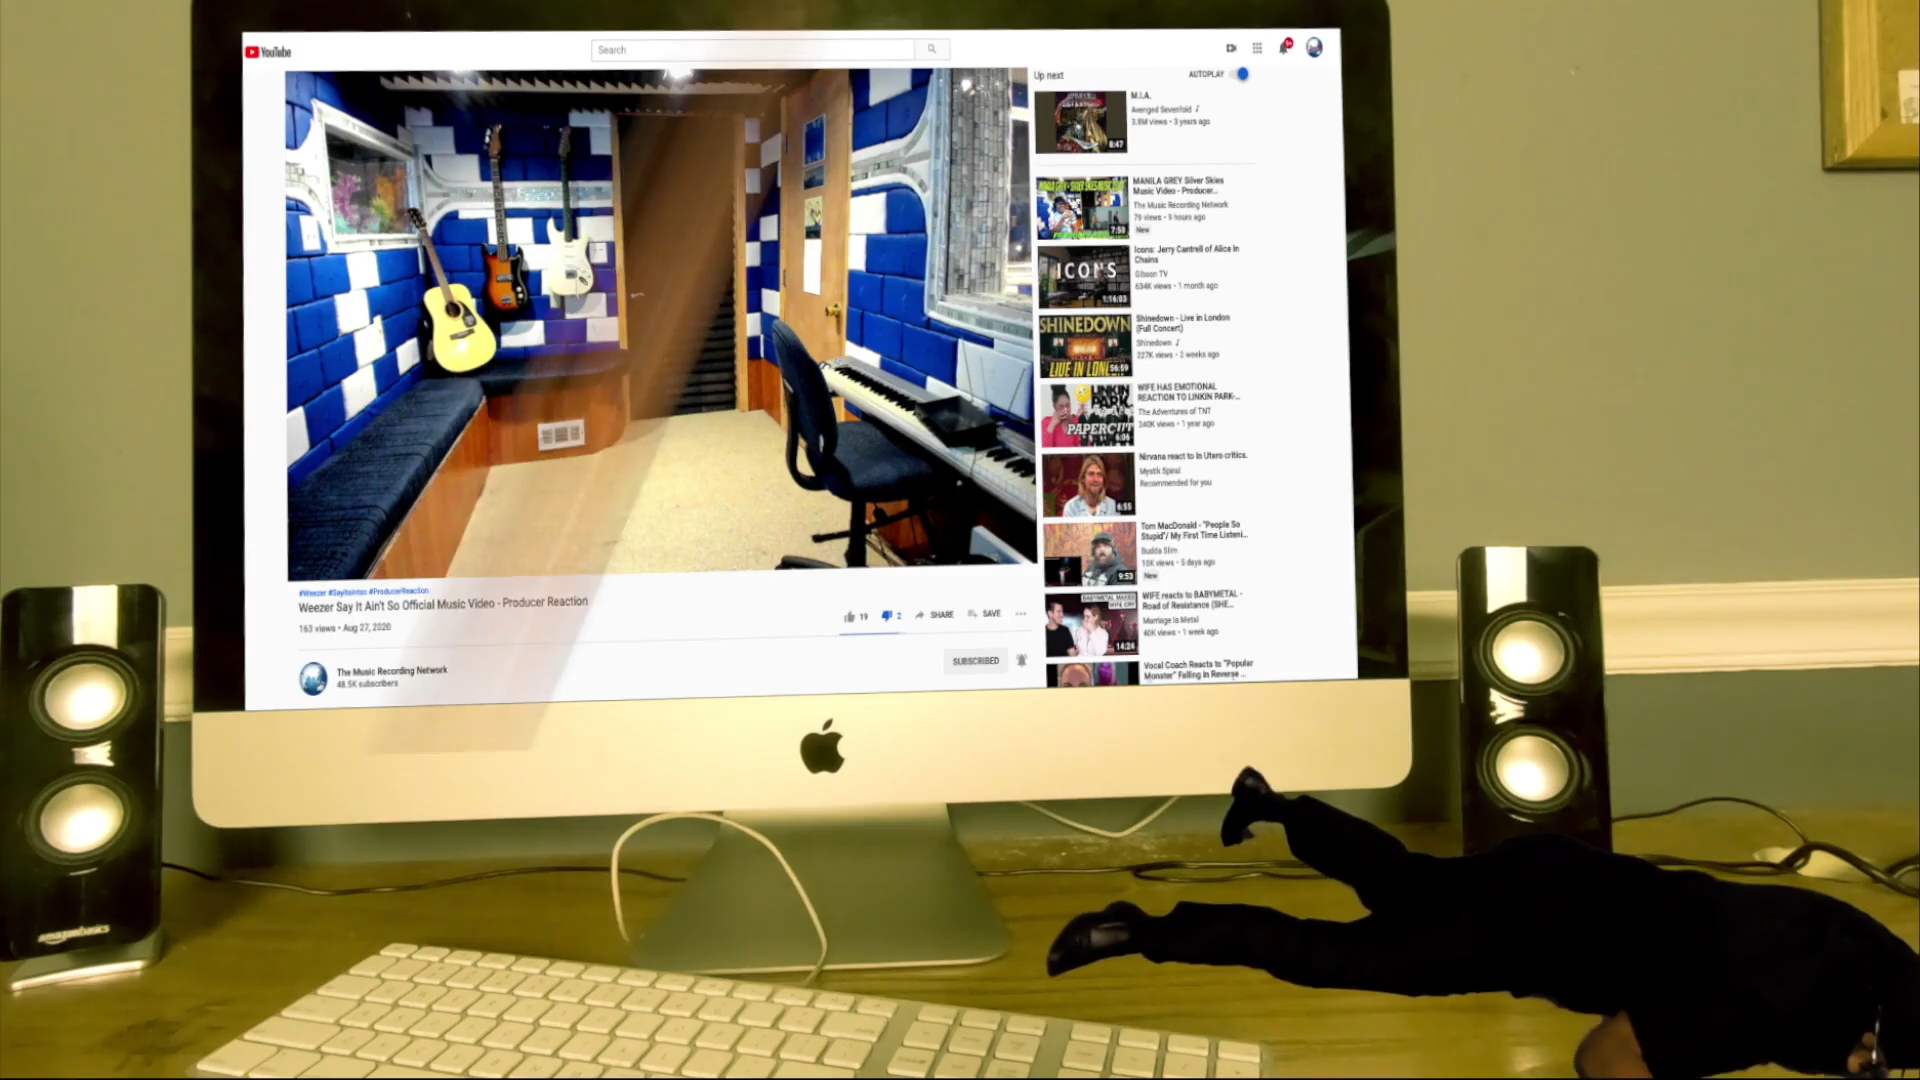 YouTube
Search
Up next
AUTOPLAY
M.I.A.
Avenged Sevenfold
3.8M views • 3 years ago
8:47
MANILA GREY Silver Skies
Music Video - Producer...
The Music Recording Network
79 views • 9 hours ago
New
7:50
Icons: Jerry Cantrell of Alice In
Chains
Gibson TV
634K views • 1 month ago
ICONS
1:16:03
Shinedown - Live in London
(Full Concert)
Shinedown
227K views • 2 weeks ago
SHINEDOWN
LIVE IN LON
56:59
WIFE HAS EMOTIONAL
REACTION TO LINKIN PARK-...
The Adventures of TNT
240K views • 1 year ago
LINKIN
PARK
PAPERCUT
6:06
Nirvana react to In Utero critics.
Mystik Spiral
Recommended for you
6:55
Tom MacDonald - "People So
Stupid"/ My First Time Listeni...
Budda Slim
10K views • 5 days ago
New
9:53
WIFE reacts to BABYMETAL -
Road of Resistance (SHE...
Marriage Is Metal
40K views • 1 week ago
BABYMETAL MAKES
WIFE CRY
14:24
Vocal Coach Reacts to "Popular
Monster" Falling In Reverse ...
#Weezer #SayItaintso #ProducerReaction
Weezer Say It Ain't So Official Music Video - Producer Reaction
163 views • Aug 27, 2020
19
2
SHARE
SAVE
The Music Recording Network
48.5K subscribers
SUBSCRIBED
amazonbasics